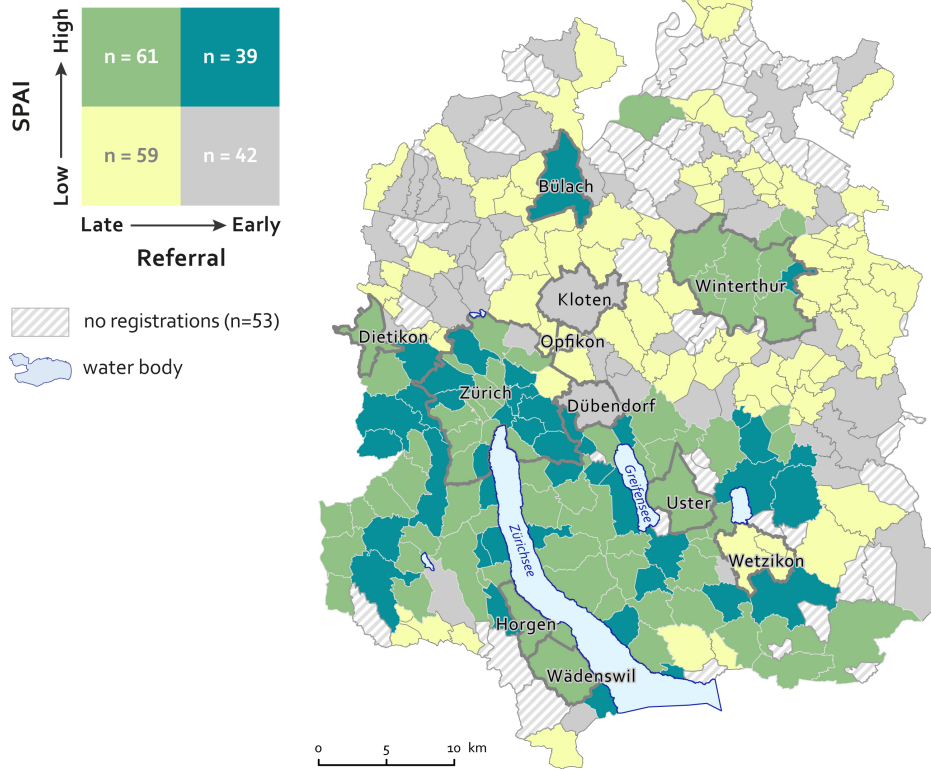 SPAI
Low
High
n = 61
n = 39
n = 59
n = 42
Late
Early
Referral
no registrations (n=53)
water body
Bülach
Winterthur
Kloten
Dietikon
Opfikon
Zürich
Dübendorf
Greifensee
Uster
Zürichsee
Wetzikon
Horgen
Wädenswil
0 5 10 km